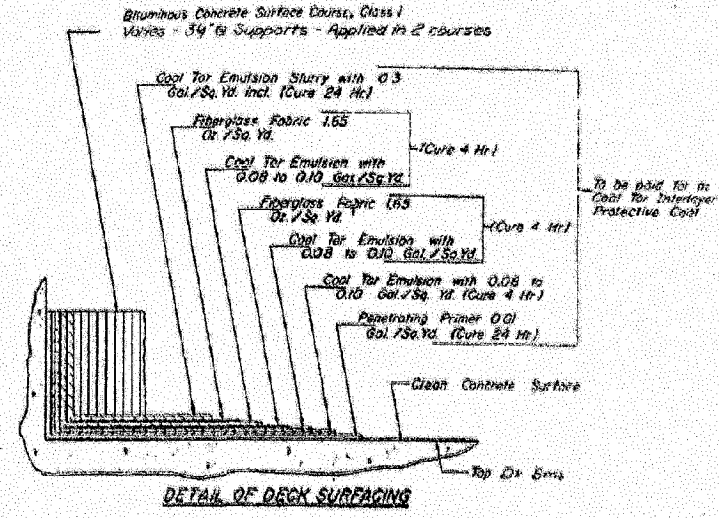 Bituminous Concrete Surface Course, Class I
Varies - 3/4" @ Supports - Applied in 2 courses
Coal Tar Emulsion Slurry with 0.3
Gal./Sq. Yd. incl. (Cure 24 Hr)
Fiberglass Fabric 1.65
Oz./Sq. Yd.
(Cure 4 Hr)
Coal Tar Emulsion with
0.08 to 0.10 Gal./Sq.Yd.
To be paid for as
Coal Tar Interlayer
Protective Coat
Fiberglass Fabric 1.65
Oz./Sq. Yd.
(Cure 4 Hr)
Coal Tar Emulsion with
0.08 to 0.10 Gal./Sq.Yd.
Coal Tar Emulsion with 0.08 to
0.10 Gal./Sq. Yd. (Cure 4 Hr)
Penetrating Primer 0.01
Gal./Sq.Yd. (Cure 24 Hr)
Clean Concrete Surface
Top
DETAIL OF DECK SURFACING